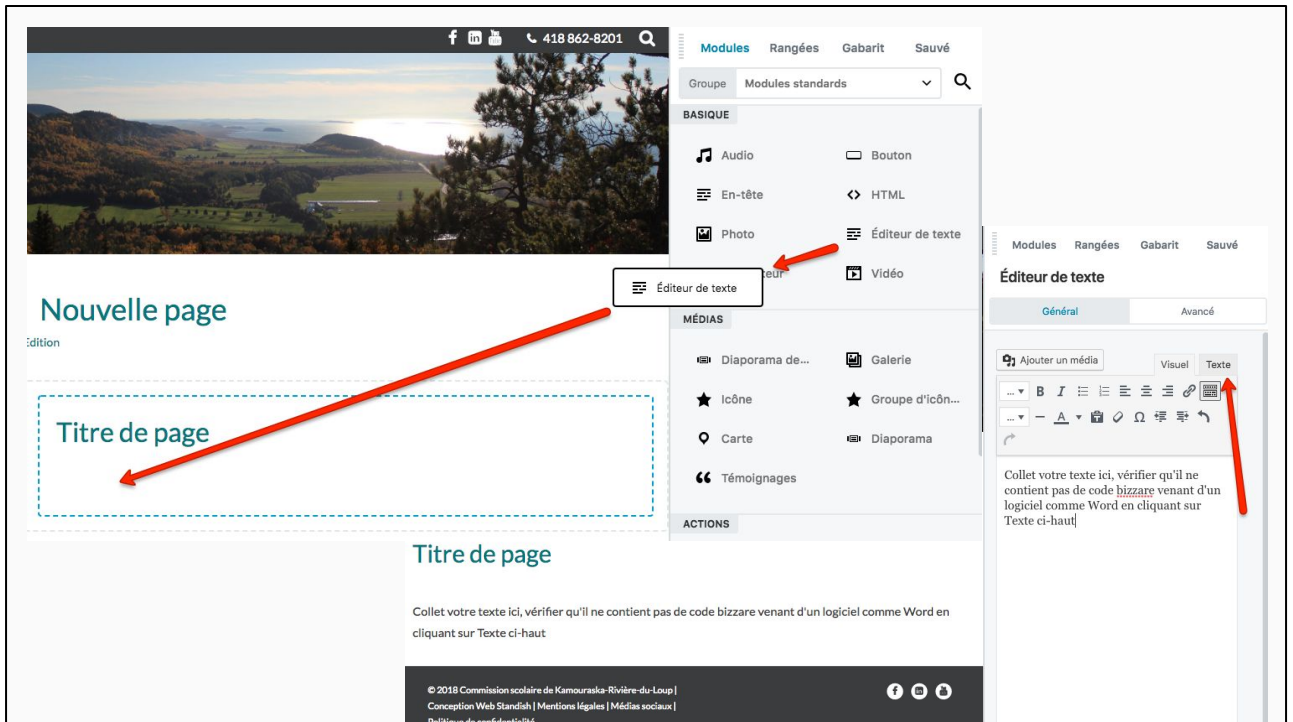 418 862-8201
Modules Rangées Gabarit Sauvé
Groupe Modules standards
BASIQUE
Audio Bouton
En-tête HTML
Photo Éditeur de texte
Vidéo
Éditeur de texte
MÉDIAS
Diaporama de... Galerie
Icône Groupe d'icôn...
Carte Diaporama
Témoignages
ACTIONS
Nouvelle page
Edition
Titre de page
Modules Rangées Gabarit Sauvé
Éditeur de texte
Général Avancé
Ajouter un média
Visuel Texte
Collet votre texte ici, vérifier qu'il ne
contient pas de code bizzare venant d'un
logiciel comme Word en cliquant sur
Texte ci-haut
Titre de page
Collet votre texte ici, vérifier qu'il ne contient pas de code bizzare venant d'un logiciel comme Word en
cliquant sur Texte ci-haut
© 2018 Commission scolaire de Kamouraska-Rivière-du-Loup |
Conception Web Standish | Mentions légales | Médias sociaux |
Politique de confidentialité